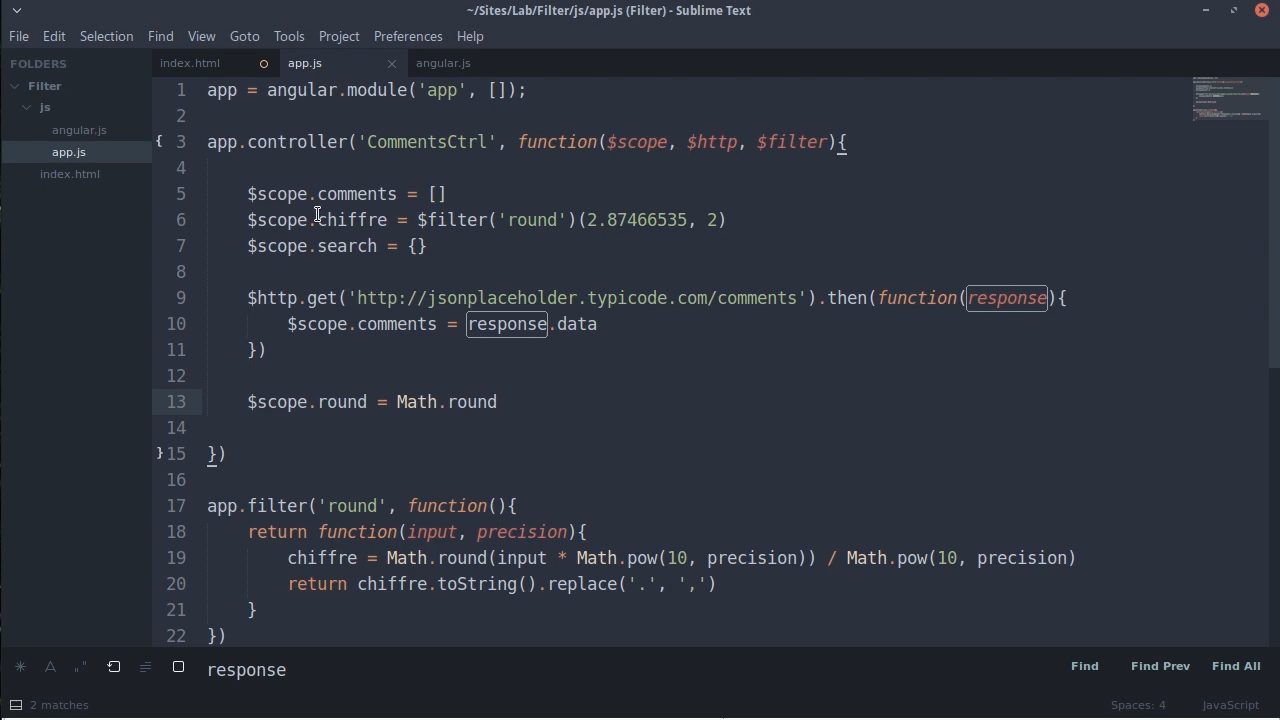 ~/Sites/Lab/Filter/js/app.js (Filter) - Sublime Text
File Edit Selection Find View Goto Tools Project Preferences Help
FOLDERS
Filter
js
angular.js
app.js
index.html
index.html app.js angular.js
1 app = angular.module('app', []);
2
{ 3 app.controller('CommentsCtrl', function($scope, $http, $filter){
4
5 $scope.comments = []
6 $scope.chiffre = $filter('round')(2.87466535, 2)
7 $scope.search = {}
8
9 $http.get('http://jsonplaceholder.typicode.com/comments').then(function(response){
10 $scope.comments = response.data
11 })
12
13 $scope.round = Math.round
14
} 15 })
16
17 app.filter('round', function(){
18 return function(input, precision){
19 chiffre = Math.round(input * Math.pow(10, precision)) / Math.pow(10, precision)
20 return chiffre.toString().replace('.', ',')
21 }
22 })
response Find Find Prev Find All
2 matches Spaces: 4 JavaScript